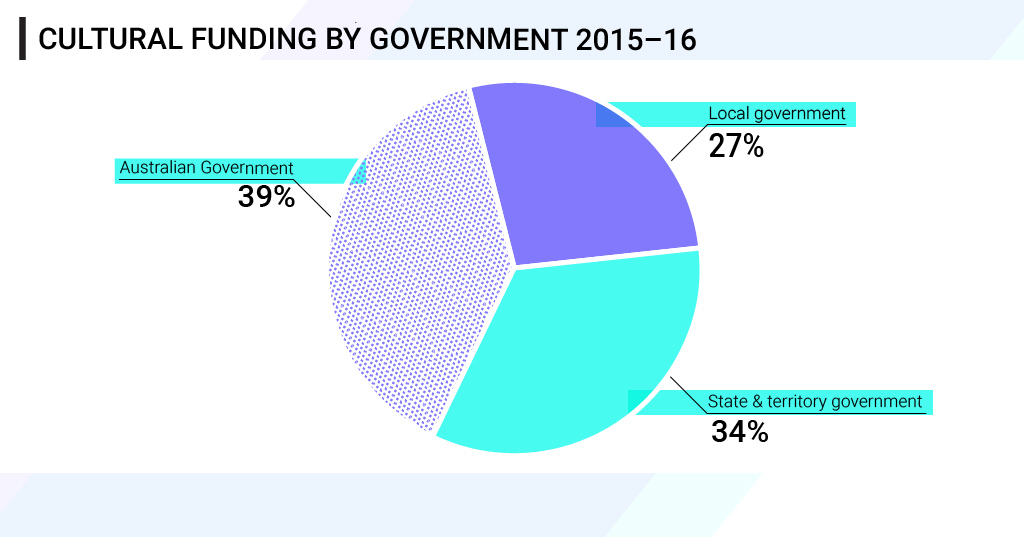 CULTURAL FUNDING BY GOVERNMENT 2015–16
Local government
27%
Australian Government
39%
State & territory government
34%